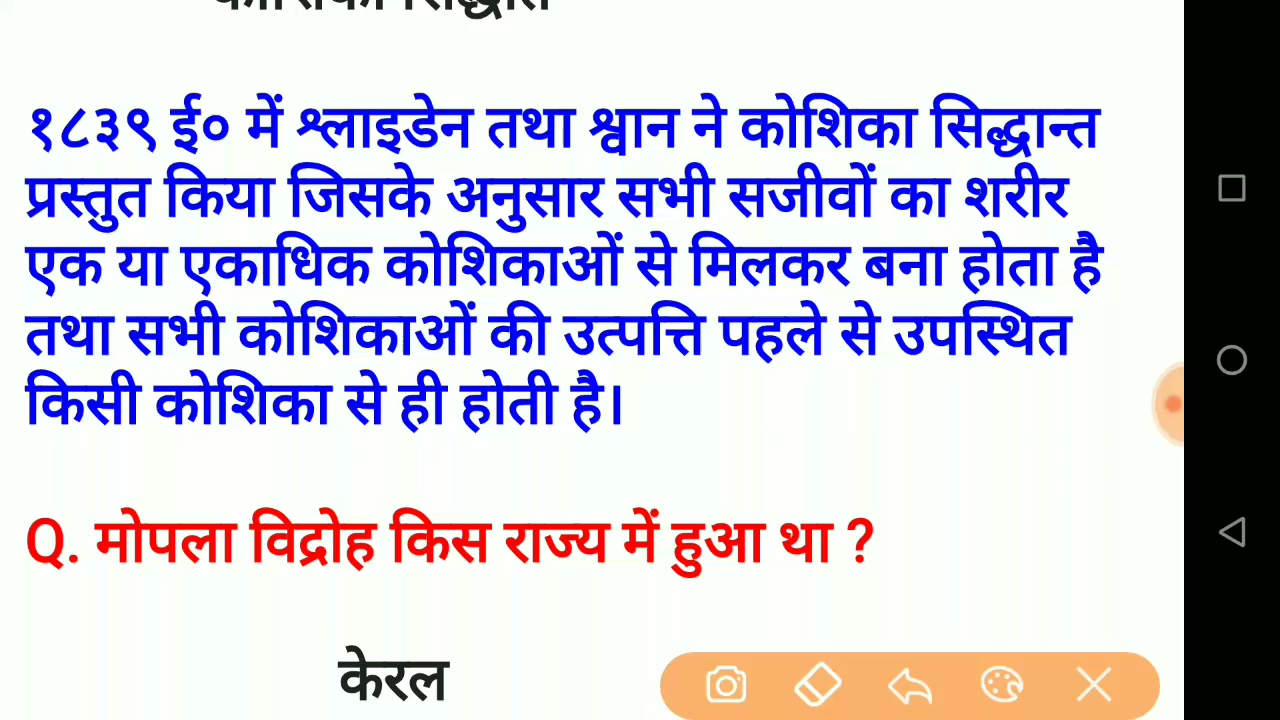 कोशिका सिद्धांत
१८३९ ई० में श्लाइडेन तथा श्वान ने कोशिका सिद्धान्त
प्रस्तुत किया जिसके अनुसार सभी सजीवों का शरीर
एक या एकाधिक कोशिकाओं से मिलकर बना होता है
तथा सभी कोशिकाओं की उत्पत्ति पहले से उपस्थित
किसी कोशिका से ही होती है।
Q. मोपला विद्रोह किस राज्य में हुआ था ?
केरल